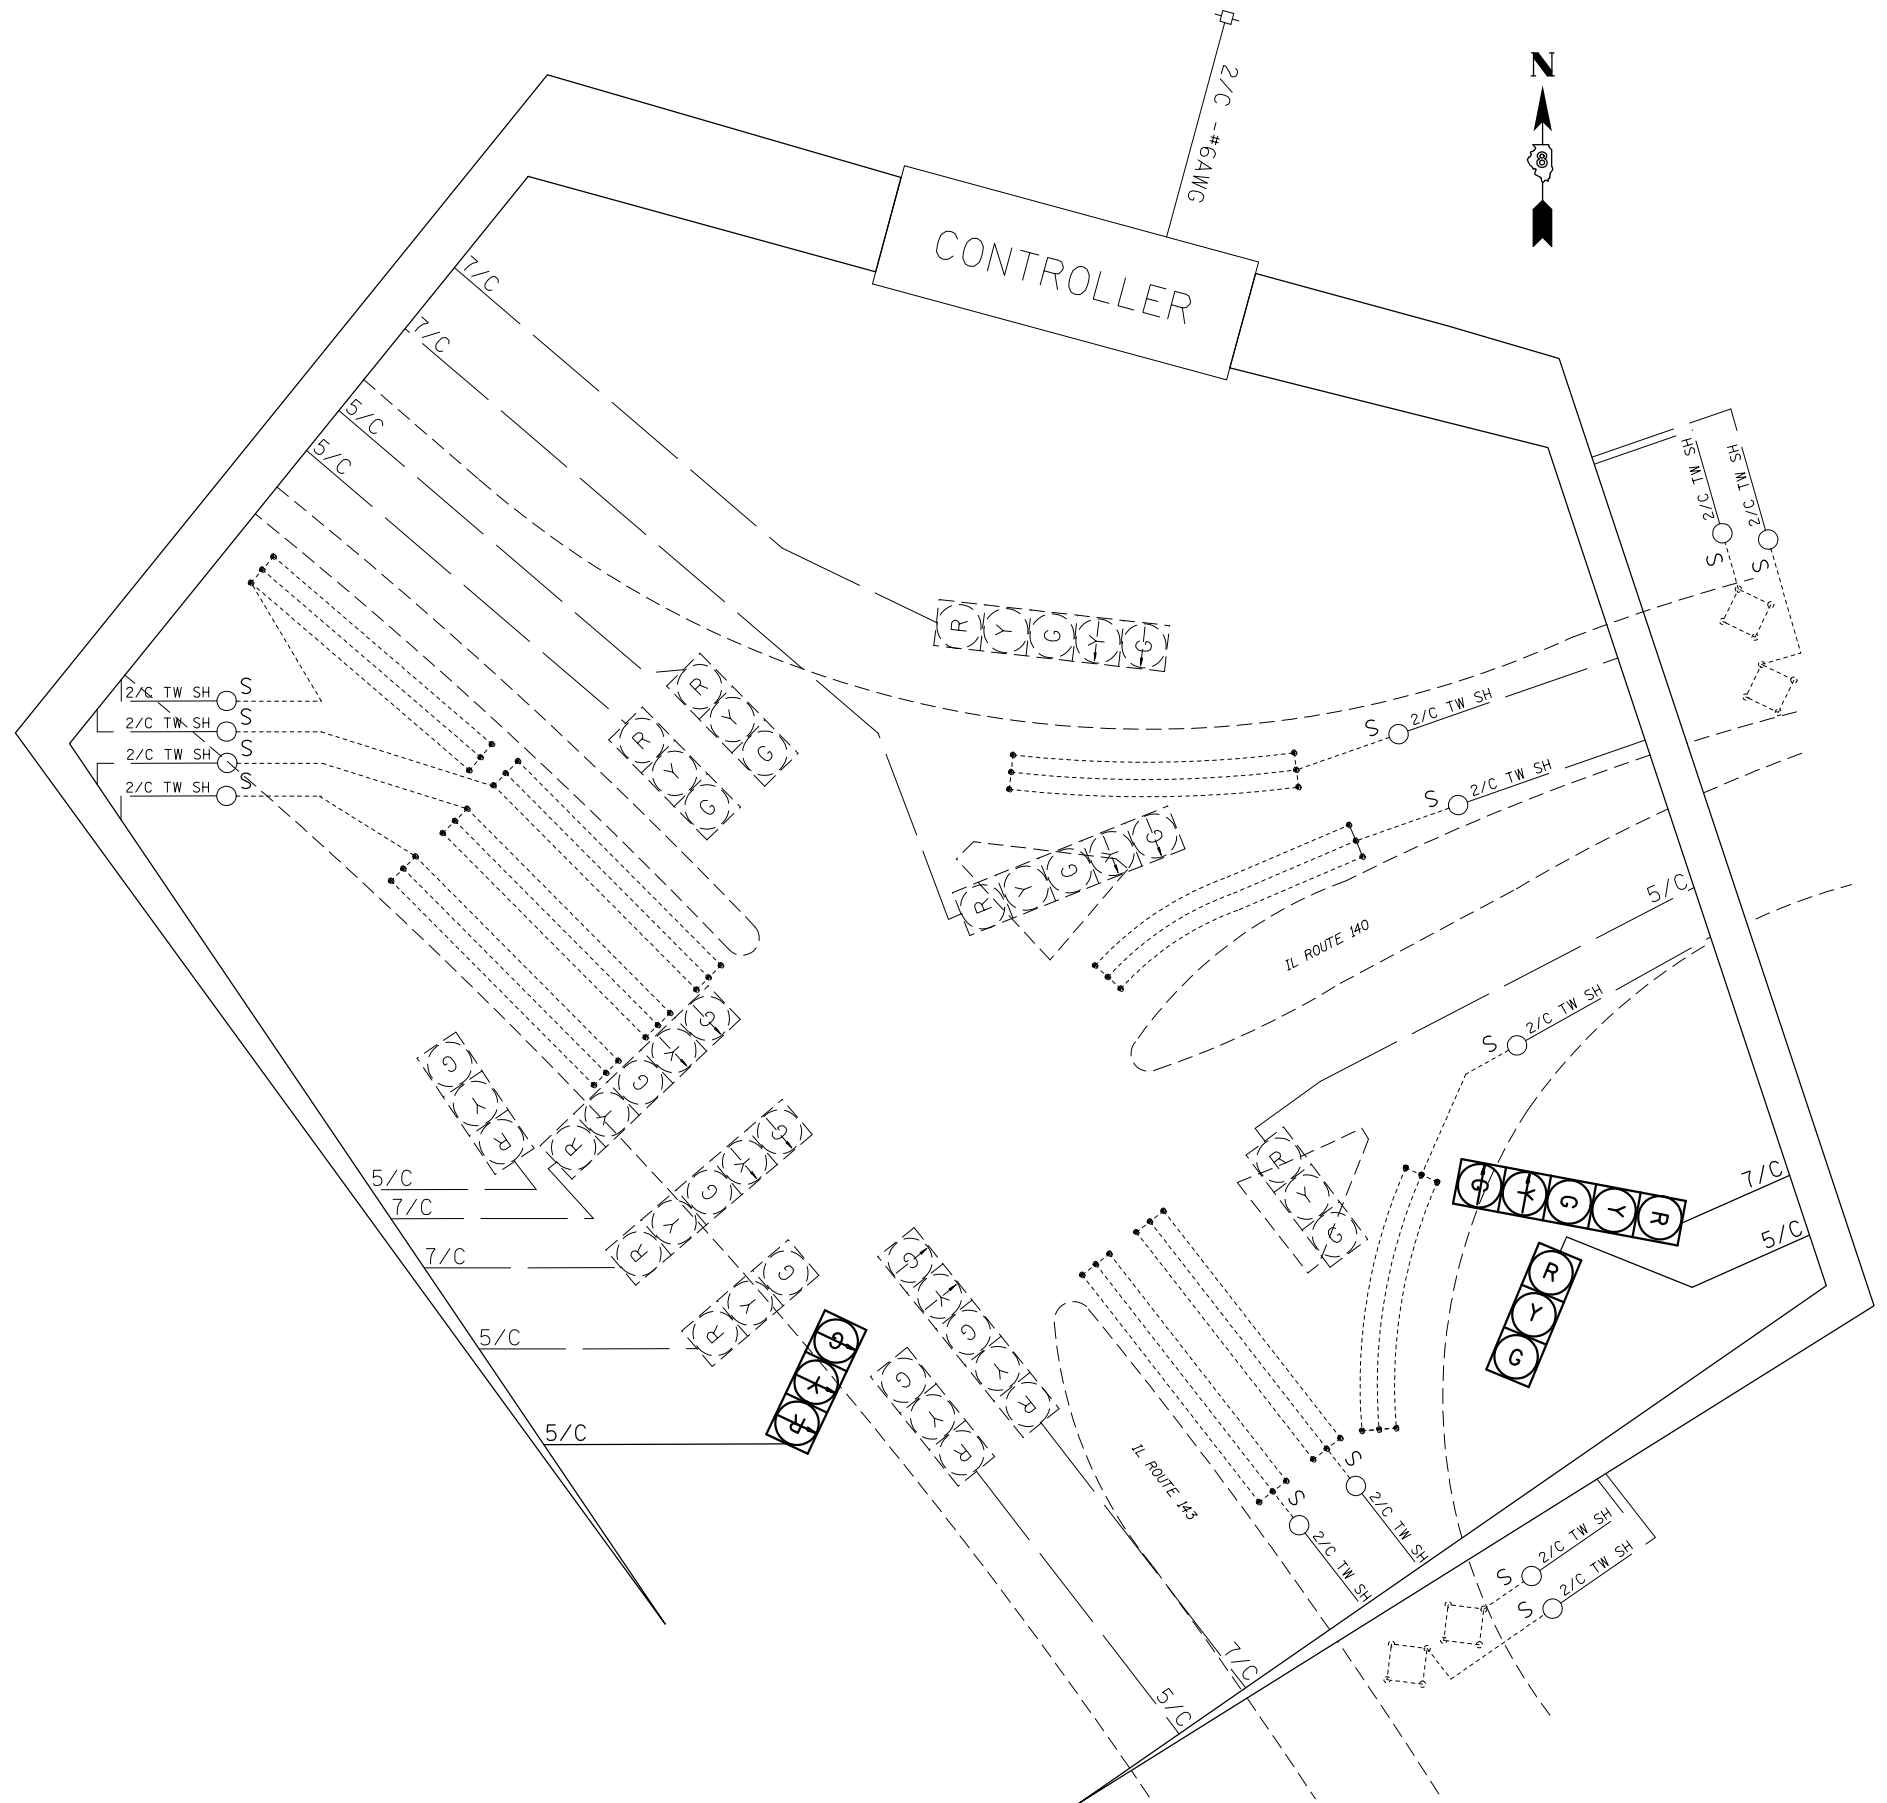 N
8
2/C -#6AWG
CONTROLLER
7/C
7/C
5/C
5/C
2/C TW SH
S
2/C TW SH
S
R Y G Y G
R Y G
R Y G
2/C TW SH S
2/C TW SH S
2/C TW SH S
2/C TW SH S
S 2/C TW SH
S 2/C TW SH
R Y G Y G
5/C
IL ROUTE 140
S 2/C TW SH
R Y G Y G
G Y R
R Y G Y G
R Y G
G Y G Y R
7/C
5/C
7/C
7/C
5/C
R Y G
R Y G
G Y G Y R
5/C
G Y R
G Y R
5/C
IL ROUTE 143
S 2/C TW SH
S 2/C TW SH
S 2/C TW SH
S 2/C TW SH
7/C
5/C